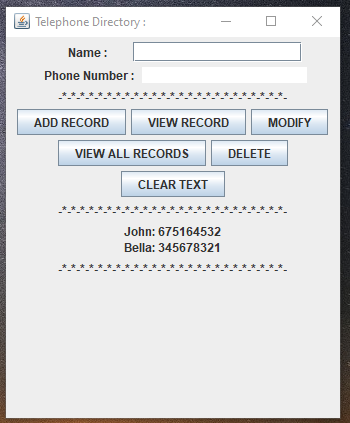 Telephone Directory :
Name :
Phone Number :
-*-*-*-*-*-*-*-*-*-*-*-*-*-*-*-*-*-*-*-*-*-
ADD RECORD VIEW RECORD MODIFY
VIEW ALL RECORDS DELETE
CLEAR TEXT
-*-*-*-*-*-*-*-*-*-*-*-*-*-*-*-*-*-*-*-*-*-
John: 675164532
Bella: 345678321
-*-*-*-*-*-*-*-*-*-*-*-*-*-*-*-*-*-*-*-*-*-